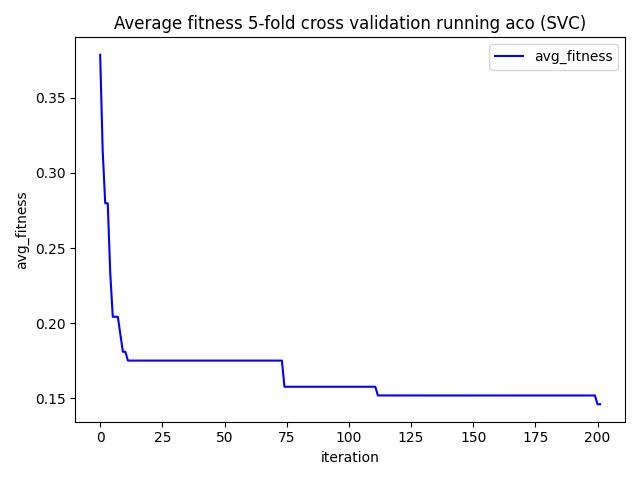 Average fitness 5-fold cross validation running aco (SVC)
avg_fitness
0.35
0.30
0.25
0.20
0.15
avg_fitness
0 25 50 75 100 125 150 175 200
iteration